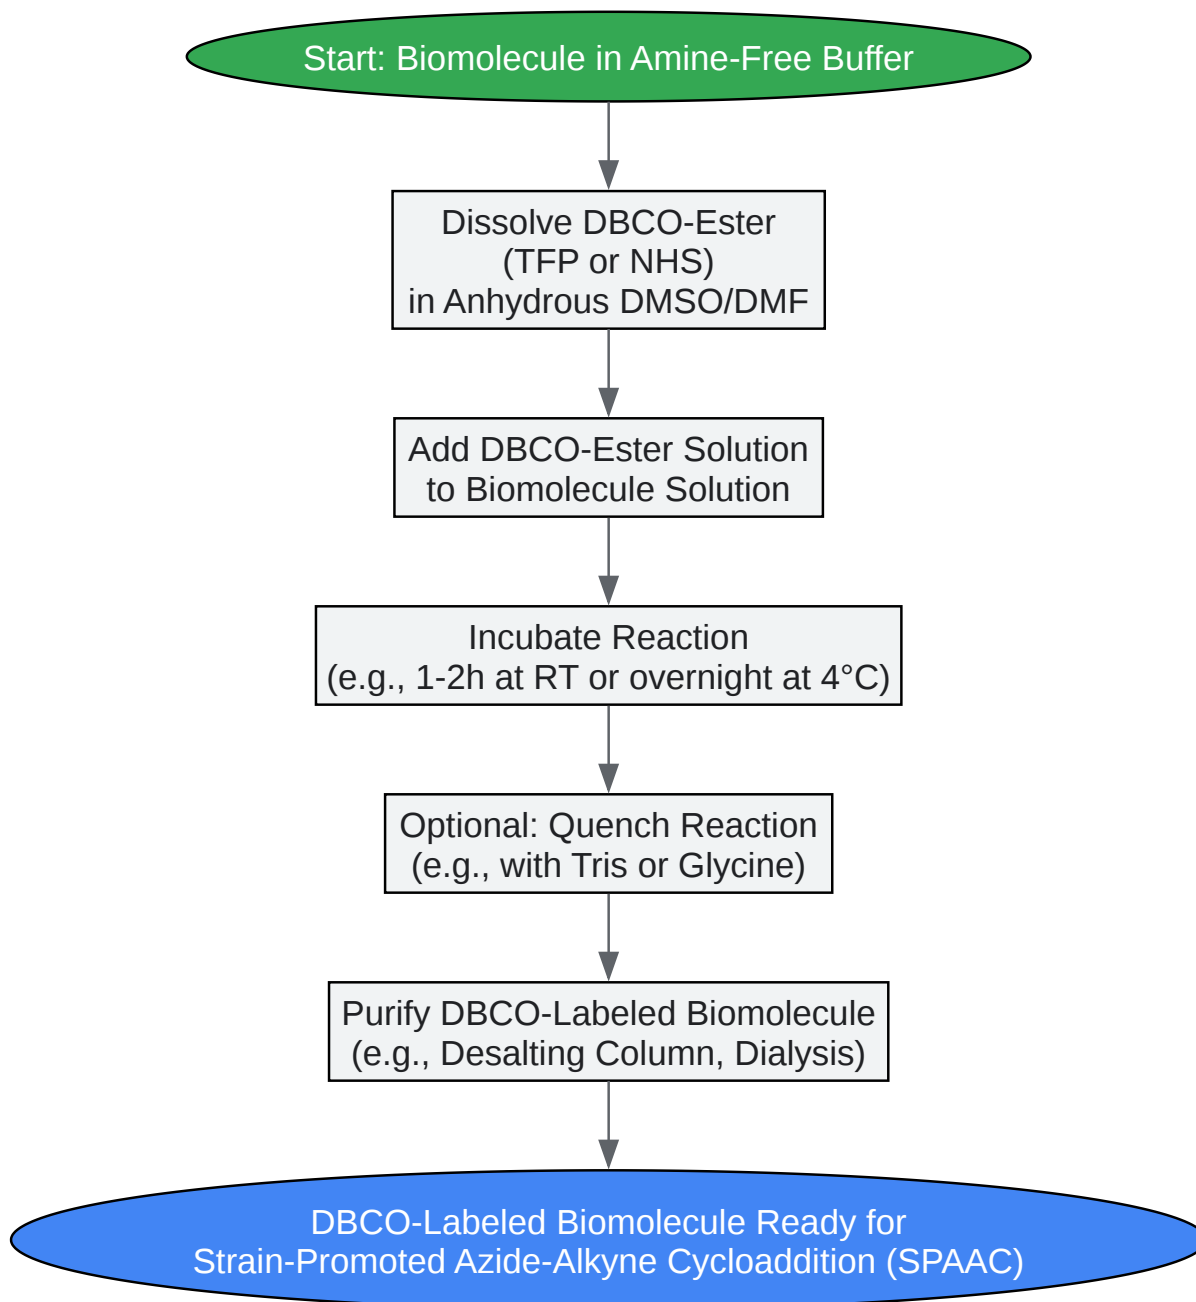 Start: Biomolecule in Amine-Free Buffer
Dissolve DBCO-Ester
(TFP or NHS)
in Anhydrous DMSO/DMF
Add DBCO-Ester Solution
to Biomolecule Solution
Incubate Reaction
(e.g., 1-2h at RT or overnight at 4°C)
Optional: Quench Reaction
(e.g., with Tris or Glycine)
Purify DBCO-Labeled Biomolecule
(e.g., Desalting Column, Dialysis)
DBCO-Labeled Biomolecule Ready for
Strain-Promoted Azide-Alkyne Cycloaddition (SPAAC)